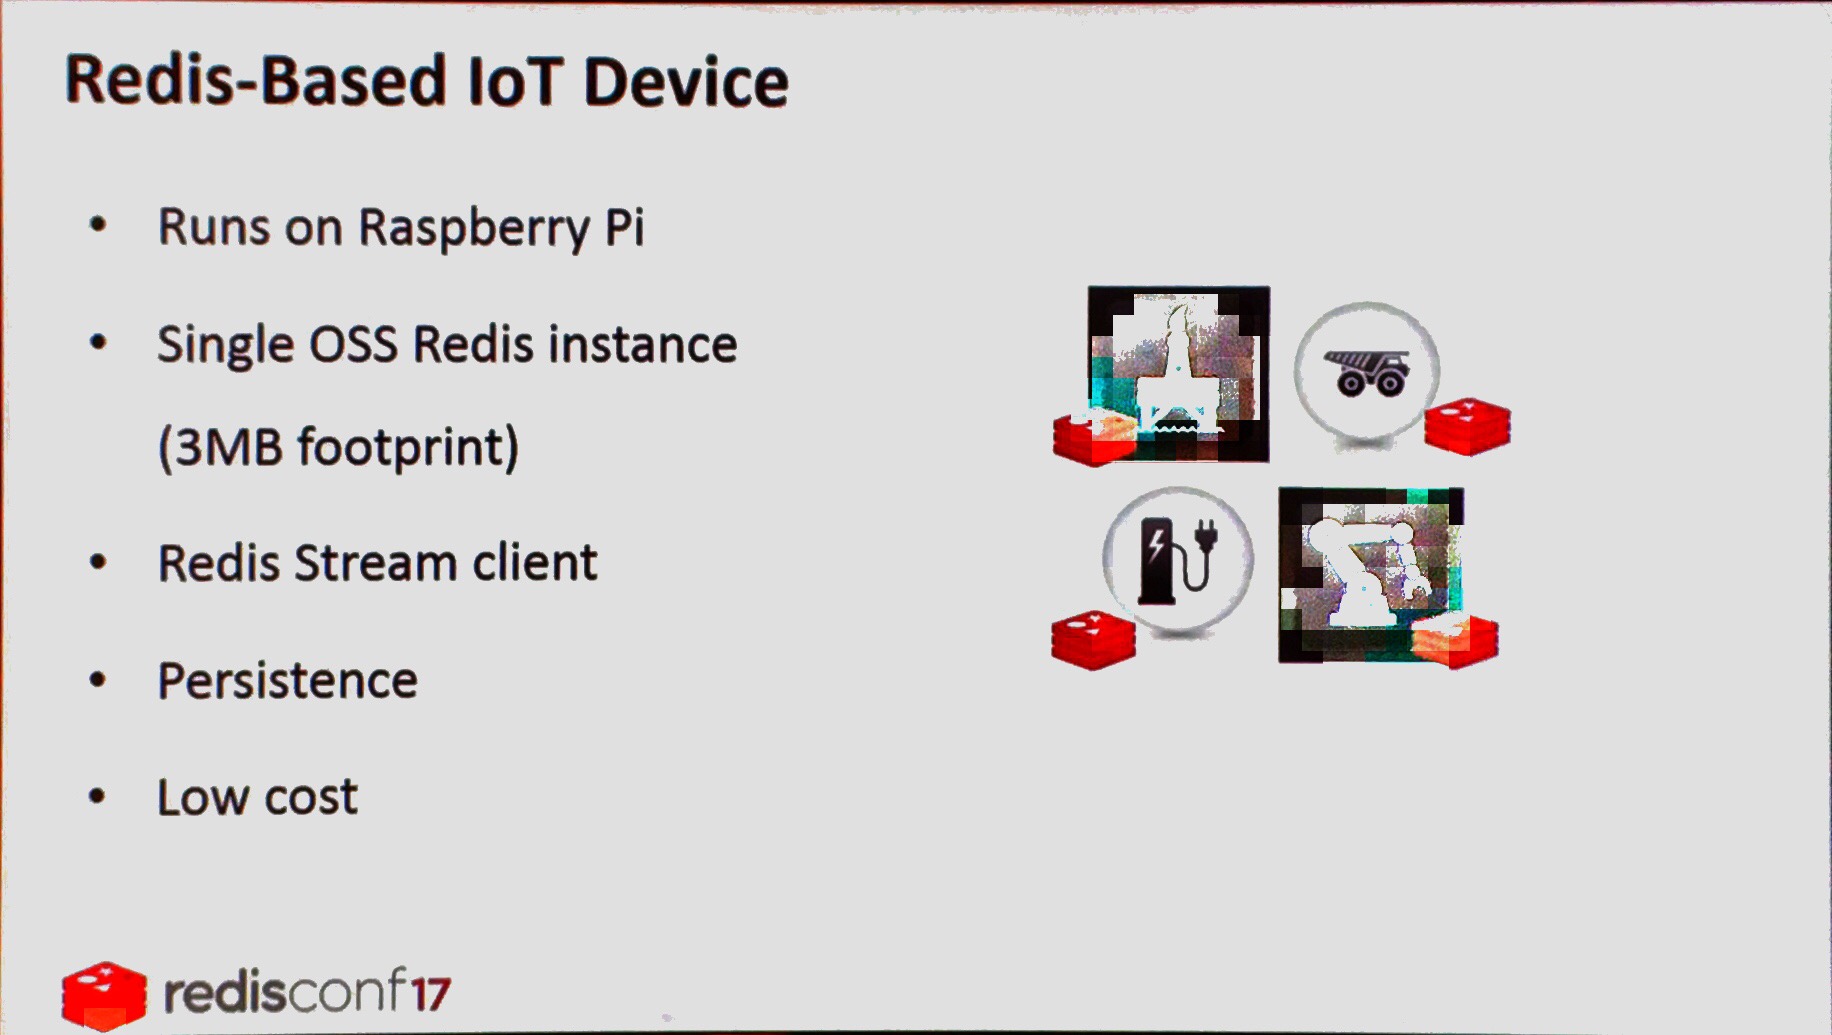 Redis-Based IoT Device
• Runs on Raspberry Pi
• Single OSS Redis instance
(3MB footprint)
• Redis Stream client
• Persistence
• Low cost
redisconf17